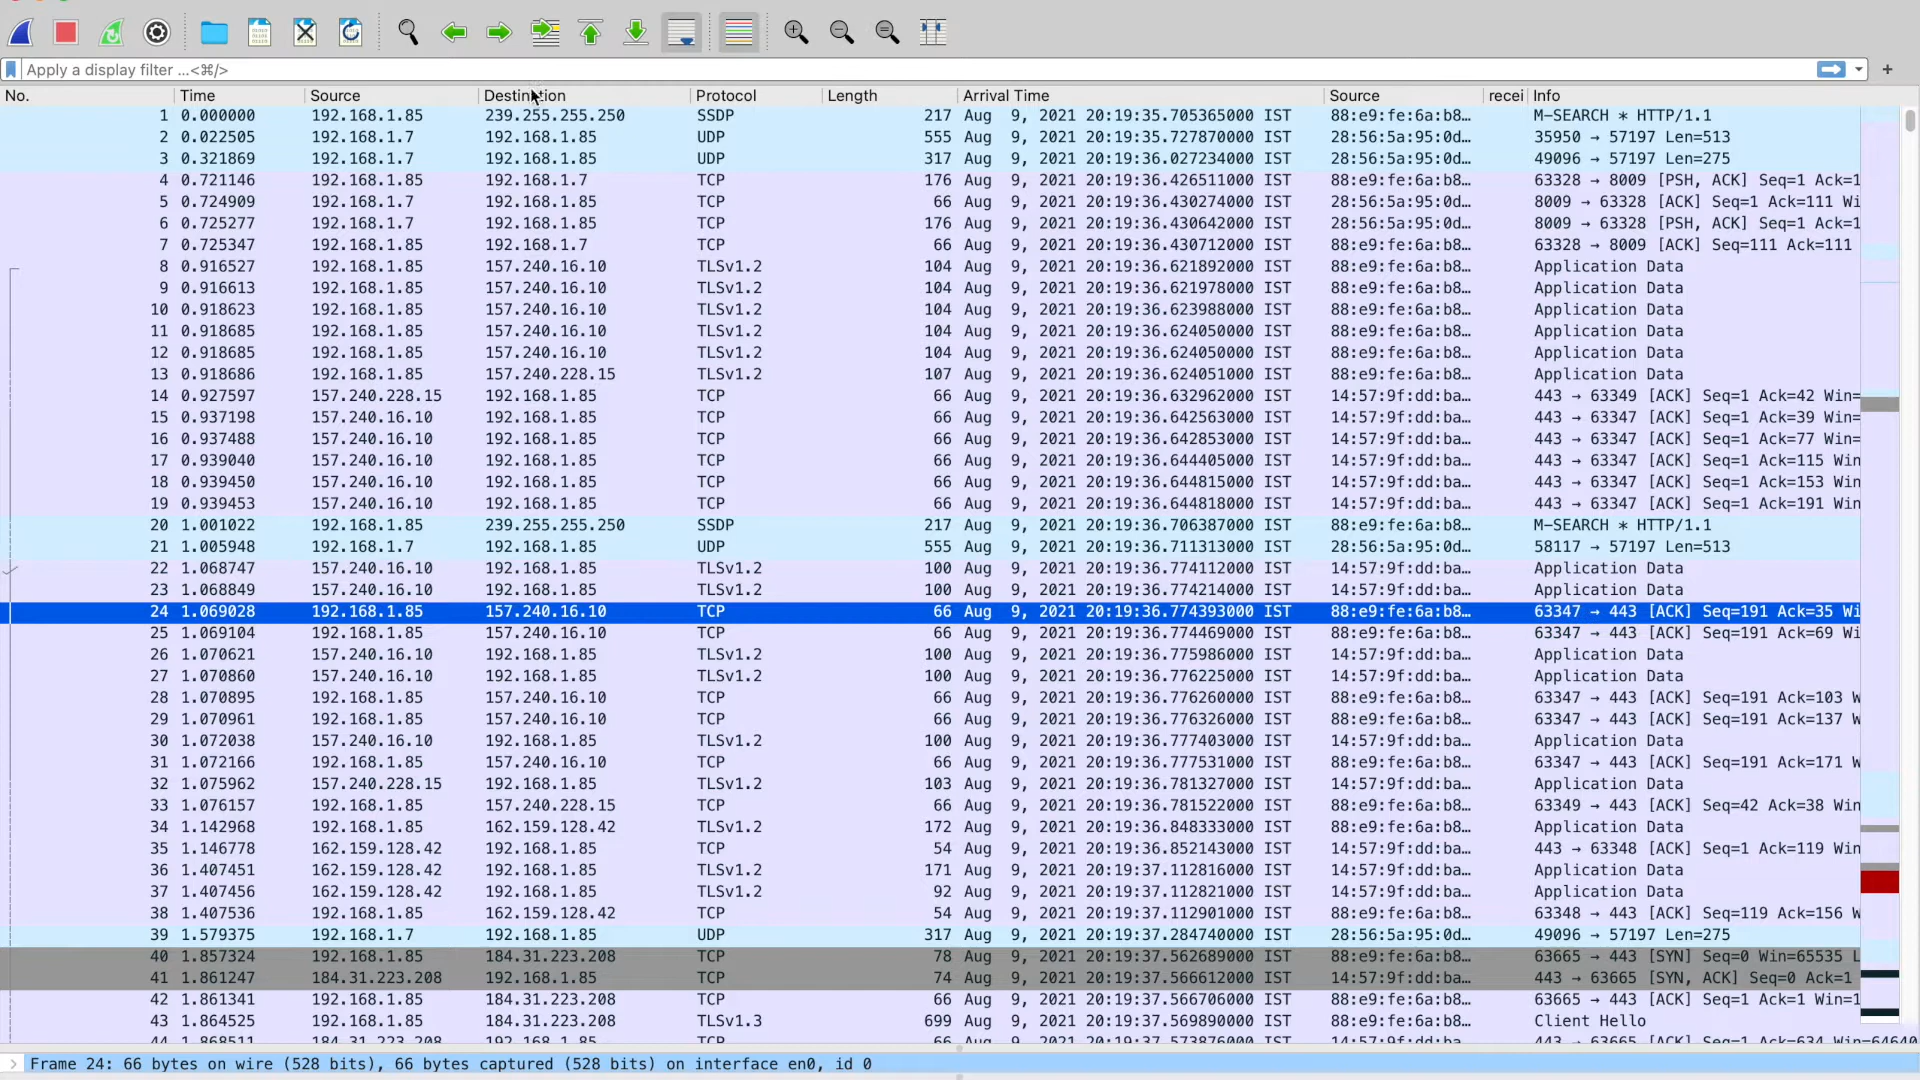 Apply a display filter ...<⌘/>
No. Time Source Destination Protocol Length Arrival Time Source recei Info
1 0.000000 192.168.1.85 239.255.255.250 SSDP 217 Aug 9, 2021 20:19:35.705365000 IST 88:e9:fe:6a:b8… M-SEARCH * HTTP/1.1
2 0.022505 192.168.1.7 192.168.1.85 UDP 555 Aug 9, 2021 20:19:35.727870000 IST 28:56:5a:95:0d… 35950 → 57197 Len=513
3 0.321869 192.168.1.7 192.168.1.85 UDP 317 Aug 9, 2021 20:19:36.027234000 IST 28:56:5a:95:0d… 49096 → 57197 Len=275
4 0.721146 192.168.1.85 192.168.1.7 TCP 176 Aug 9, 2021 20:19:36.426511000 IST 88:e9:fe:6a:b8… 63328 → 8009 [PSH, ACK] Seq=1 Ack=1
5 0.724909 192.168.1.7 192.168.1.85 TCP 66 Aug 9, 2021 20:19:36.430274000 IST 28:56:5a:95:0d… 8009 → 63328 [ACK] Seq=1 Ack=111 Wi
6 0.725277 192.168.1.7 192.168.1.85 TCP 176 Aug 9, 2021 20:19:36.430642000 IST 28:56:5a:95:0d… 8009 → 63328 [PSH, ACK] Seq=1 Ack=1
7 0.725347 192.168.1.85 192.168.1.7 TCP 66 Aug 9, 2021 20:19:36.430712000 IST 88:e9:fe:6a:b8… 63328 → 8009 [ACK] Seq=111 Ack=111
8 0.916527 192.168.1.85 157.240.16.10 TLSv1.2 104 Aug 9, 2021 20:19:36.621892000 IST 88:e9:fe:6a:b8… Application Data
9 0.916613 192.168.1.85 157.240.16.10 TLSv1.2 104 Aug 9, 2021 20:19:36.621978000 IST 88:e9:fe:6a:b8… Application Data
10 0.918623 192.168.1.85 157.240.16.10 TLSv1.2 104 Aug 9, 2021 20:19:36.623988000 IST 88:e9:fe:6a:b8… Application Data
11 0.918685 192.168.1.85 157.240.16.10 TLSv1.2 104 Aug 9, 2021 20:19:36.624050000 IST 88:e9:fe:6a:b8… Application Data
12 0.918685 192.168.1.85 157.240.16.10 TLSv1.2 104 Aug 9, 2021 20:19:36.624050000 IST 88:e9:fe:6a:b8… Application Data
13 0.918686 192.168.1.85 157.240.228.15 TLSv1.2 107 Aug 9, 2021 20:19:36.624051000 IST 88:e9:fe:6a:b8… Application Data
14 0.927597 157.240.228.15 192.168.1.85 TCP 66 Aug 9, 2021 20:19:36.632962000 IST 14:57:9f:dd:ba… 443 → 63349 [ACK] Seq=1 Ack=42 Win=
15 0.937198 157.240.16.10 192.168.1.85 TCP 66 Aug 9, 2021 20:19:36.642563000 IST 14:57:9f:dd:ba… 443 → 63347 [ACK] Seq=1 Ack=39 Win=
16 0.937488 157.240.16.10 192.168.1.85 TCP 66 Aug 9, 2021 20:19:36.642853000 IST 14:57:9f:dd:ba… 443 → 63347 [ACK] Seq=1 Ack=77 Win=
17 0.939040 157.240.16.10 192.168.1.85 TCP 66 Aug 9, 2021 20:19:36.644405000 IST 14:57:9f:dd:ba… 443 → 63347 [ACK] Seq=1 Ack=115 Win
18 0.939450 157.240.16.10 192.168.1.85 TCP 66 Aug 9, 2021 20:19:36.644815000 IST 14:57:9f:dd:ba… 443 → 63347 [ACK] Seq=1 Ack=153 Win
19 0.939453 157.240.16.10 192.168.1.85 TCP 66 Aug 9, 2021 20:19:36.644818000 IST 14:57:9f:dd:ba… 443 → 63347 [ACK] Seq=1 Ack=191 Win
20 1.001022 192.168.1.85 239.255.255.250 SSDP 217 Aug 9, 2021 20:19:36.706387000 IST 88:e9:fe:6a:b8… M-SEARCH * HTTP/1.1
21 1.005948 192.168.1.7 192.168.1.85 UDP 555 Aug 9, 2021 20:19:36.711313000 IST 28:56:5a:95:0d… 58117 → 57197 Len=513
22 1.068747 157.240.16.10 192.168.1.85 TLSv1.2 100 Aug 9, 2021 20:19:36.774112000 IST 14:57:9f:dd:ba… Application Data
23 1.068849 157.240.16.10 192.168.1.85 TLSv1.2 100 Aug 9, 2021 20:19:36.774214000 IST 14:57:9f:dd:ba… Application Data
24 1.069028 192.168.1.85 157.240.16.10 TCP 66 Aug 9, 2021 20:19:36.774393000 IST 88:e9:fe:6a:b8… 63347 → 443 [ACK] Seq=191 Ack=35 Wi
25 1.069104 192.168.1.85 157.240.16.10 TCP 66 Aug 9, 2021 20:19:36.774469000 IST 88:e9:fe:6a:b8… 63347 → 443 [ACK] Seq=191 Ack=69 Wi
26 1.070621 157.240.16.10 192.168.1.85 TLSv1.2 100 Aug 9, 2021 20:19:36.775986000 IST 14:57:9f:dd:ba… Application Data
27 1.070860 157.240.16.10 192.168.1.85 TLSv1.2 100 Aug 9, 2021 20:19:36.776225000 IST 14:57:9f:dd:ba… Application Data
28 1.070895 192.168.1.85 157.240.16.10 TCP 66 Aug 9, 2021 20:19:36.776260000 IST 88:e9:fe:6a:b8… 63347 → 443 [ACK] Seq=191 Ack=103 W
29 1.070961 192.168.1.85 157.240.16.10 TCP 66 Aug 9, 2021 20:19:36.776326000 IST 88:e9:fe:6a:b8… 63347 → 443 [ACK] Seq=191 Ack=137 W
30 1.072038 157.240.16.10 192.168.1.85 TLSv1.2 100 Aug 9, 2021 20:19:36.777403000 IST 14:57:9f:dd:ba… Application Data
31 1.072166 192.168.1.85 157.240.16.10 TCP 66 Aug 9, 2021 20:19:36.777531000 IST 88:e9:fe:6a:b8… 63347 → 443 [ACK] Seq=191 Ack=171 W
32 1.075962 157.240.228.15 192.168.1.85 TLSv1.2 103 Aug 9, 2021 20:19:36.781327000 IST 14:57:9f:dd:ba… Application Data
33 1.076157 192.168.1.85 157.240.228.15 TCP 66 Aug 9, 2021 20:19:36.781522000 IST 88:e9:fe:6a:b8… 63349 → 443 [ACK] Seq=42 Ack=38 Win
34 1.142968 192.168.1.85 162.159.128.42 TLSv1.2 172 Aug 9, 2021 20:19:36.848333000 IST 88:e9:fe:6a:b8… Application Data
35 1.146778 162.159.128.42 192.168.1.85 TCP 54 Aug 9, 2021 20:19:36.852143000 IST 14:57:9f:dd:ba… 443 → 63348 [ACK] Seq=1 Ack=119 Win
36 1.407451 162.159.128.42 192.168.1.85 TLSv1.2 171 Aug 9, 2021 20:19:37.112816000 IST 14:57:9f:dd:ba… Application Data
37 1.407456 162.159.128.42 192.168.1.85 TLSv1.2 92 Aug 9, 2021 20:19:37.112821000 IST 14:57:9f:dd:ba… Application Data
38 1.407536 192.168.1.85 162.159.128.42 TCP 54 Aug 9, 2021 20:19:37.112901000 IST 88:e9:fe:6a:b8… 63348 → 443 [ACK] Seq=119 Ack=156 W
39 1.579375 192.168.1.7 192.168.1.85 UDP 317 Aug 9, 2021 20:19:37.284740000 IST 28:56:5a:95:0d… 49096 → 57197 Len=275
40 1.857324 192.168.1.85 184.31.223.208 TCP 78 Aug 9, 2021 20:19:37.562689000 IST 88:e9:fe:6a:b8… 63665 → 443 [SYN] Seq=0 Win=65535 L
41 1.861247 184.31.223.208 192.168.1.85 TCP 74 Aug 9, 2021 20:19:37.566612000 IST 14:57:9f:dd:ba… 443 → 63665 [SYN, ACK] Seq=0 Ack=1
42 1.861341 192.168.1.85 184.31.223.208 TCP 66 Aug 9, 2021 20:19:37.566706000 IST 88:e9:fe:6a:b8… 63665 → 443 [ACK] Seq=1 Ack=1 Win=1
43 1.864525 192.168.1.85 184.31.223.208 TLSv1.3 699 Aug 9, 2021 20:19:37.569890000 IST 88:e9:fe:6a:b8… Client Hello
44 1.868511 184.31.223.208 192.168.1.85 TCP 66 Aug 9, 2021 20:19:37.573876000 IST 14:57:9f:dd:ba… 443 → 63665 [ACK] Seq=1 Ack=634 Win=64640
Frame 24: 66 bytes on wire (528 bits), 66 bytes captured (528 bits) on interface en0, id 0